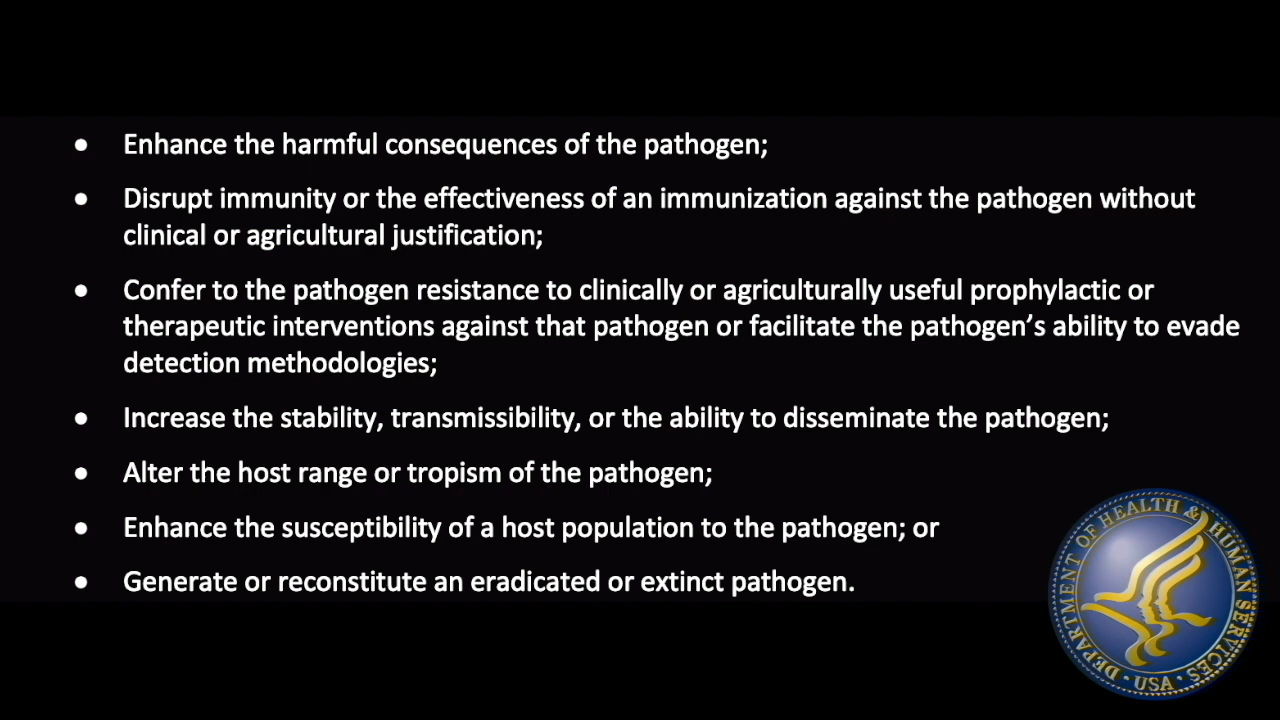 • Enhance the harmful consequences of the pathogen;
• Disrupt immunity or the effectiveness of an immunization against the pathogen without
clinical or agricultural justification;
• Confer to the pathogen resistance to clinically or agriculturally useful prophylactic or
therapeutic interventions against that pathogen or facilitate the pathogen’s ability to evade
detection methodologies;
• Increase the stability, transmissibility, or the ability to disseminate the pathogen;
• Alter the host range or tropism of the pathogen;
• Enhance the susceptibility of a host population to the pathogen; or
• Generate or reconstitute an eradicated or extinct pathogen.
DEPARTMENT OF HEALTH & HUMAN SERVICES · USA ·